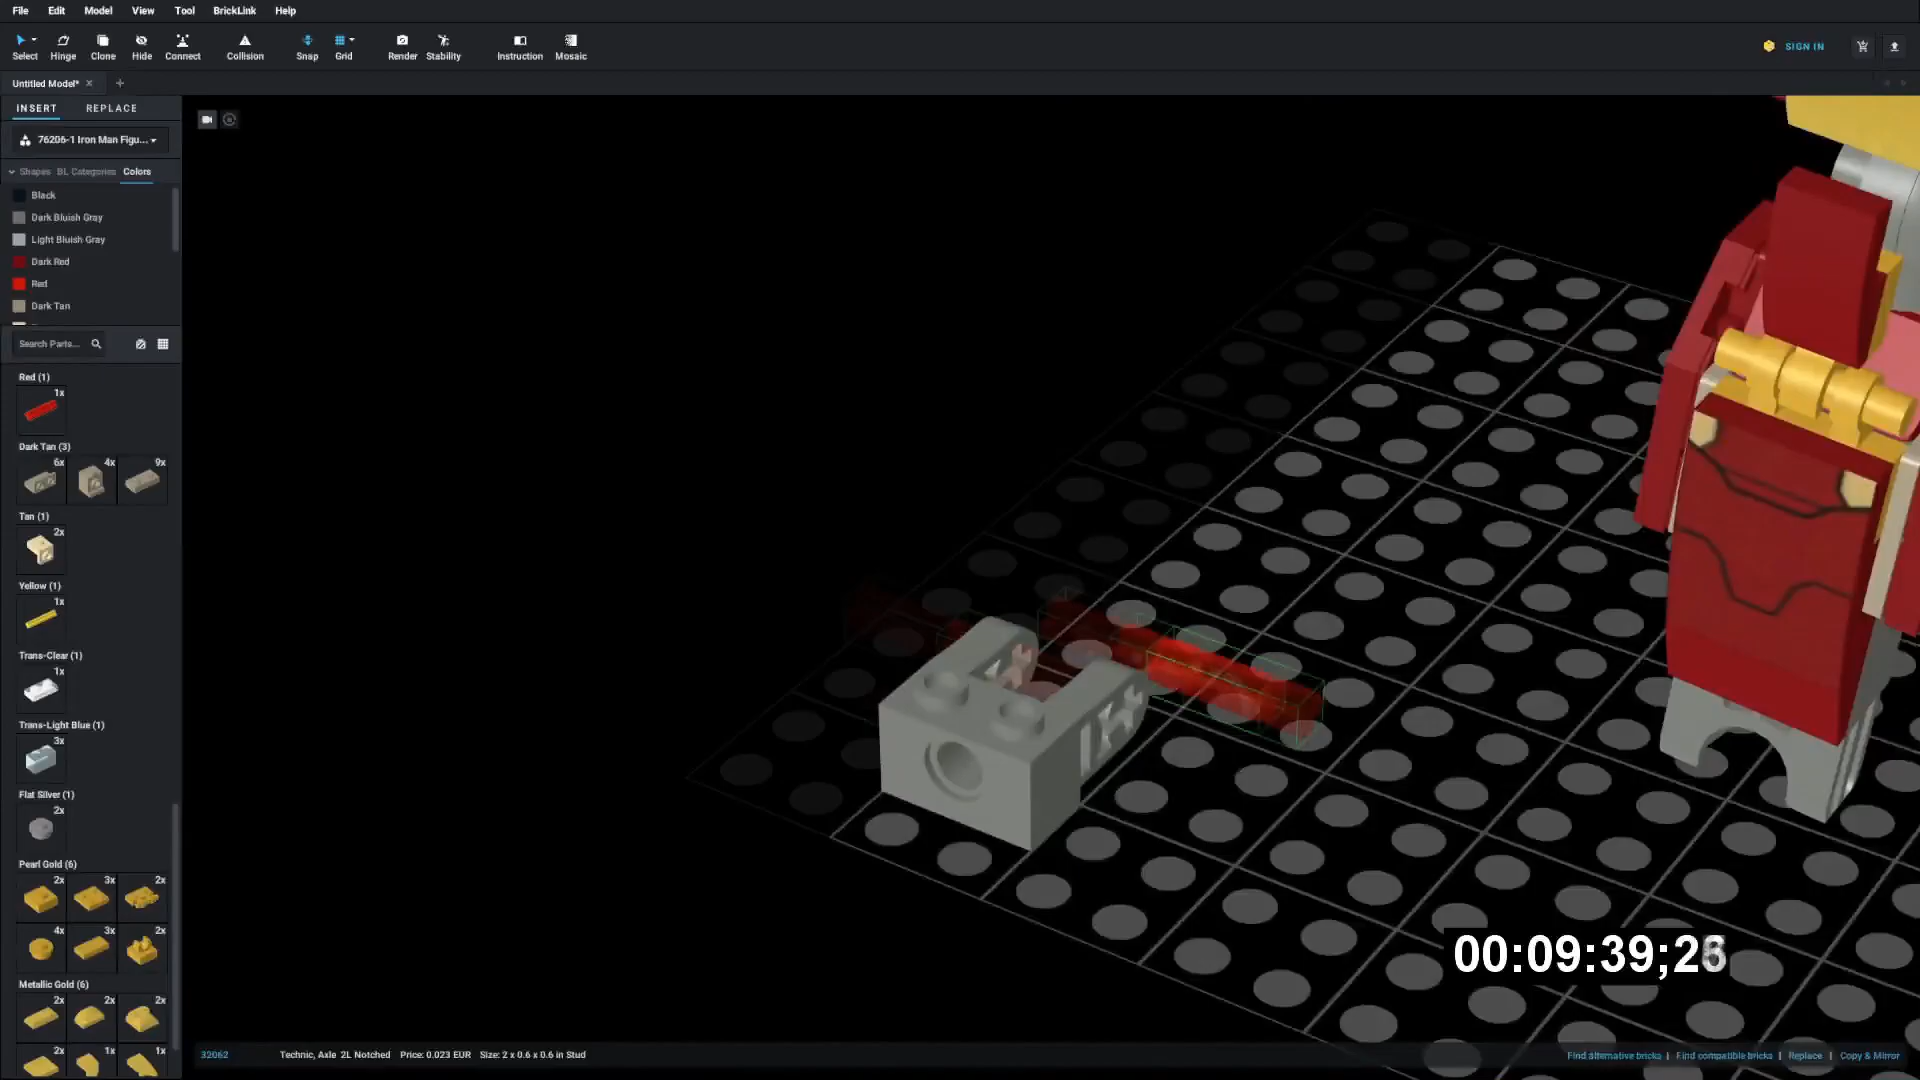 File Edit Model View Tool BrickLink Help
Select Hinge Clone Hide Connect Collision Snap Grid Render Stability Instruction Mosaic SIGN IN
Untitled Model*
INSERT REPLACE
76206-1 Iron Man Figu...
Shapes BL Categories Colors
Black
Dark Bluish Gray
Light Bluish Gray
Dark Red
Red
Dark Tan
Search Parts...
Red (1)
1x
Dark Tan (3)
6x 4x 9x
Tan (1)
2x
Yellow (1)
1x
Trans-Clear (1)
1x
Trans-Light Blue (1)
3x
Flat Silver (1)
2x
Pearl Gold (6)
2x 3x 2x
4x 3x 2x
Metallic Gold (6)
2x 2x 2x
2x 1x 1x
00:09:39;2
32062 Technic, Axle 2L Notched Price: 0.023 EUR Size: 2 x 0.6 x 0.6 in Stud
Find alternative bricks | Find compatible bricks | Replace | Copy & Mirror